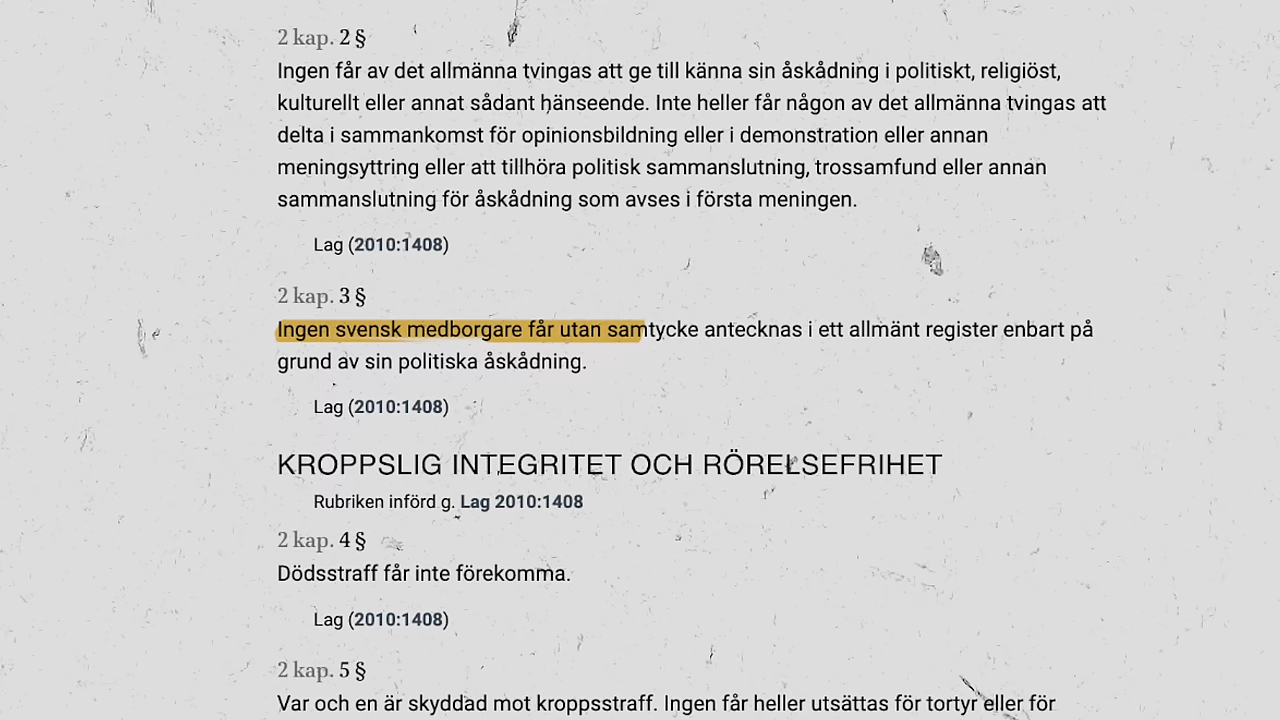 2 kap. 2 §
Ingen får av det allmänna tvingas att ge till känna sin åskådning i politiskt, religiöst,
kulturellt eller annat sådant hänseende. Inte heller får någon av det allmänna tvingas att
delta i sammankomst för opinionsbildning eller i demonstration eller annan
meningsyttring eller att tillhöra politisk sammanslutning, trossamfund eller annan
sammanslutning för åskådning som avses i första meningen.
Lag (2010:1408)
2 kap. 3 §
Ingen svensk medborgare får utan samtycke antecknas i ett allmänt register enbart på
grund av sin politiska åskådning.
Lag (2010:1408)
KROPPSLIG INTEGRITET OCH RÖRELSEFRIHET
Rubriken införd g. Lag 2010:1408
2 kap. 4 §
Dödsstraff får inte förekomma.
Lag (2010:1408)
2 kap. 5 §
Var och en är skyddad mot kroppsstraff. Ingen får heller utsättas för tortyr eller för